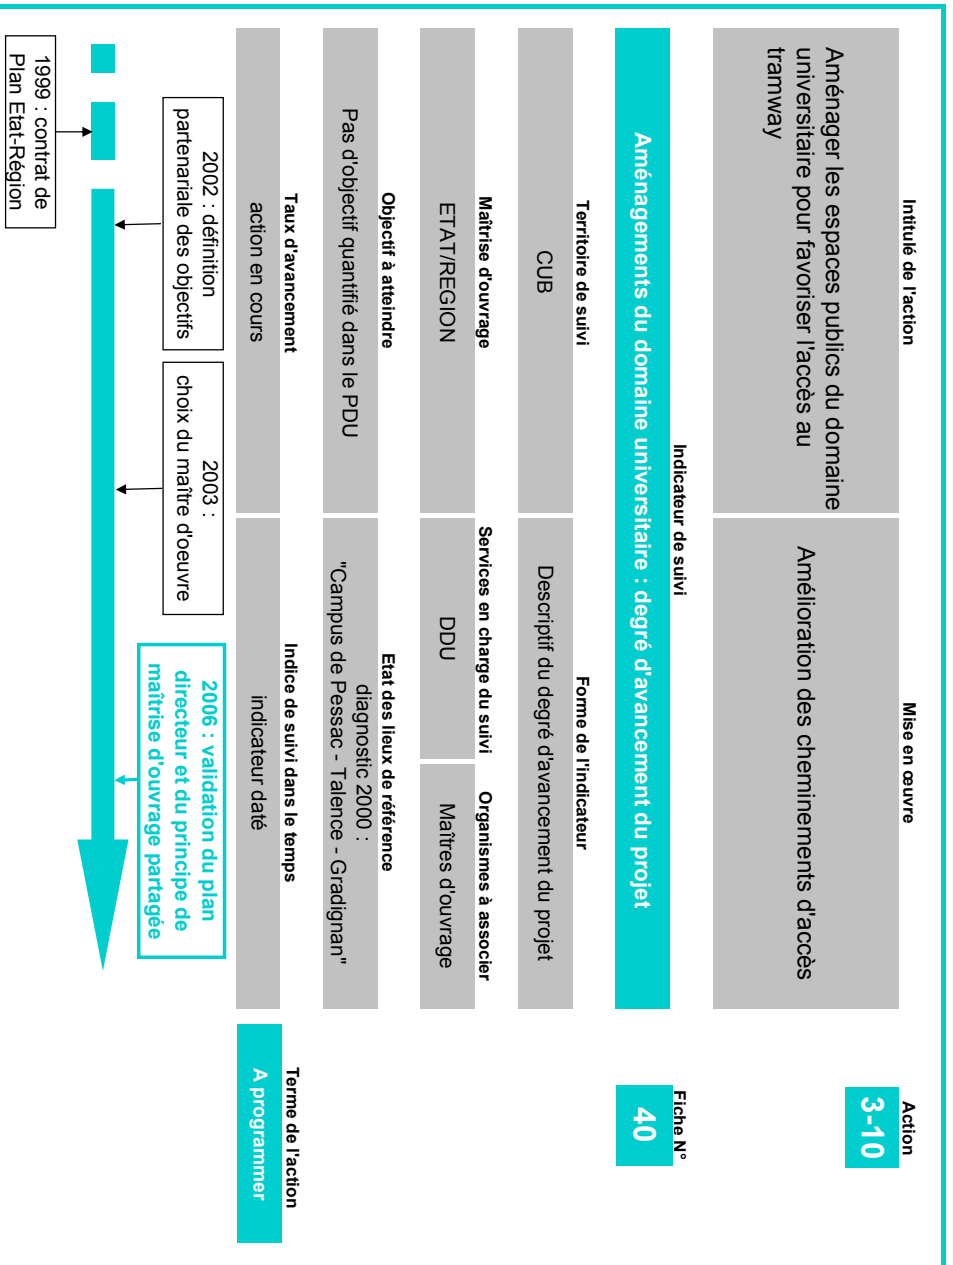 Intitulé de l'action
Mise en œuvre
Action
Aménager les espaces publics du domaine
universitaire pour favoriser l'accès au
tramway
Amélioration des cheminements d'accès
3-10
Indicateur de suivi
Fiche N°
Aménagements du domaine universitaire : degré d'avancement du projet
40
Territoire de suivi
Forme de l'indicateur
CUB
Descriptif du degré d'avancement du projet
Maîtrise d'ouvrage
Services en charge du suivi
Organismes à associer
ETAT/REGION
DDU
Maîtres d'ouvrage
Objectif à atteindre
Etat des lieux de référence
Pas d'objectif quantifié dans le PDU
diagnostic 2000 :
"Campus de Pessac - Talence - Gradignan"
Taux d'avancement
Indice de suivi dans le temps
Terme de l'action
action en cours
indicateur daté
A programmer
2002 : définition
partenariale des objectifs
2003 :
choix du maître d'oeuvre
2006 : validation du plan
directeur et du principe de
maîtrise d'ouvrage partagée
1999 : contrat de
Plan Etat-Région